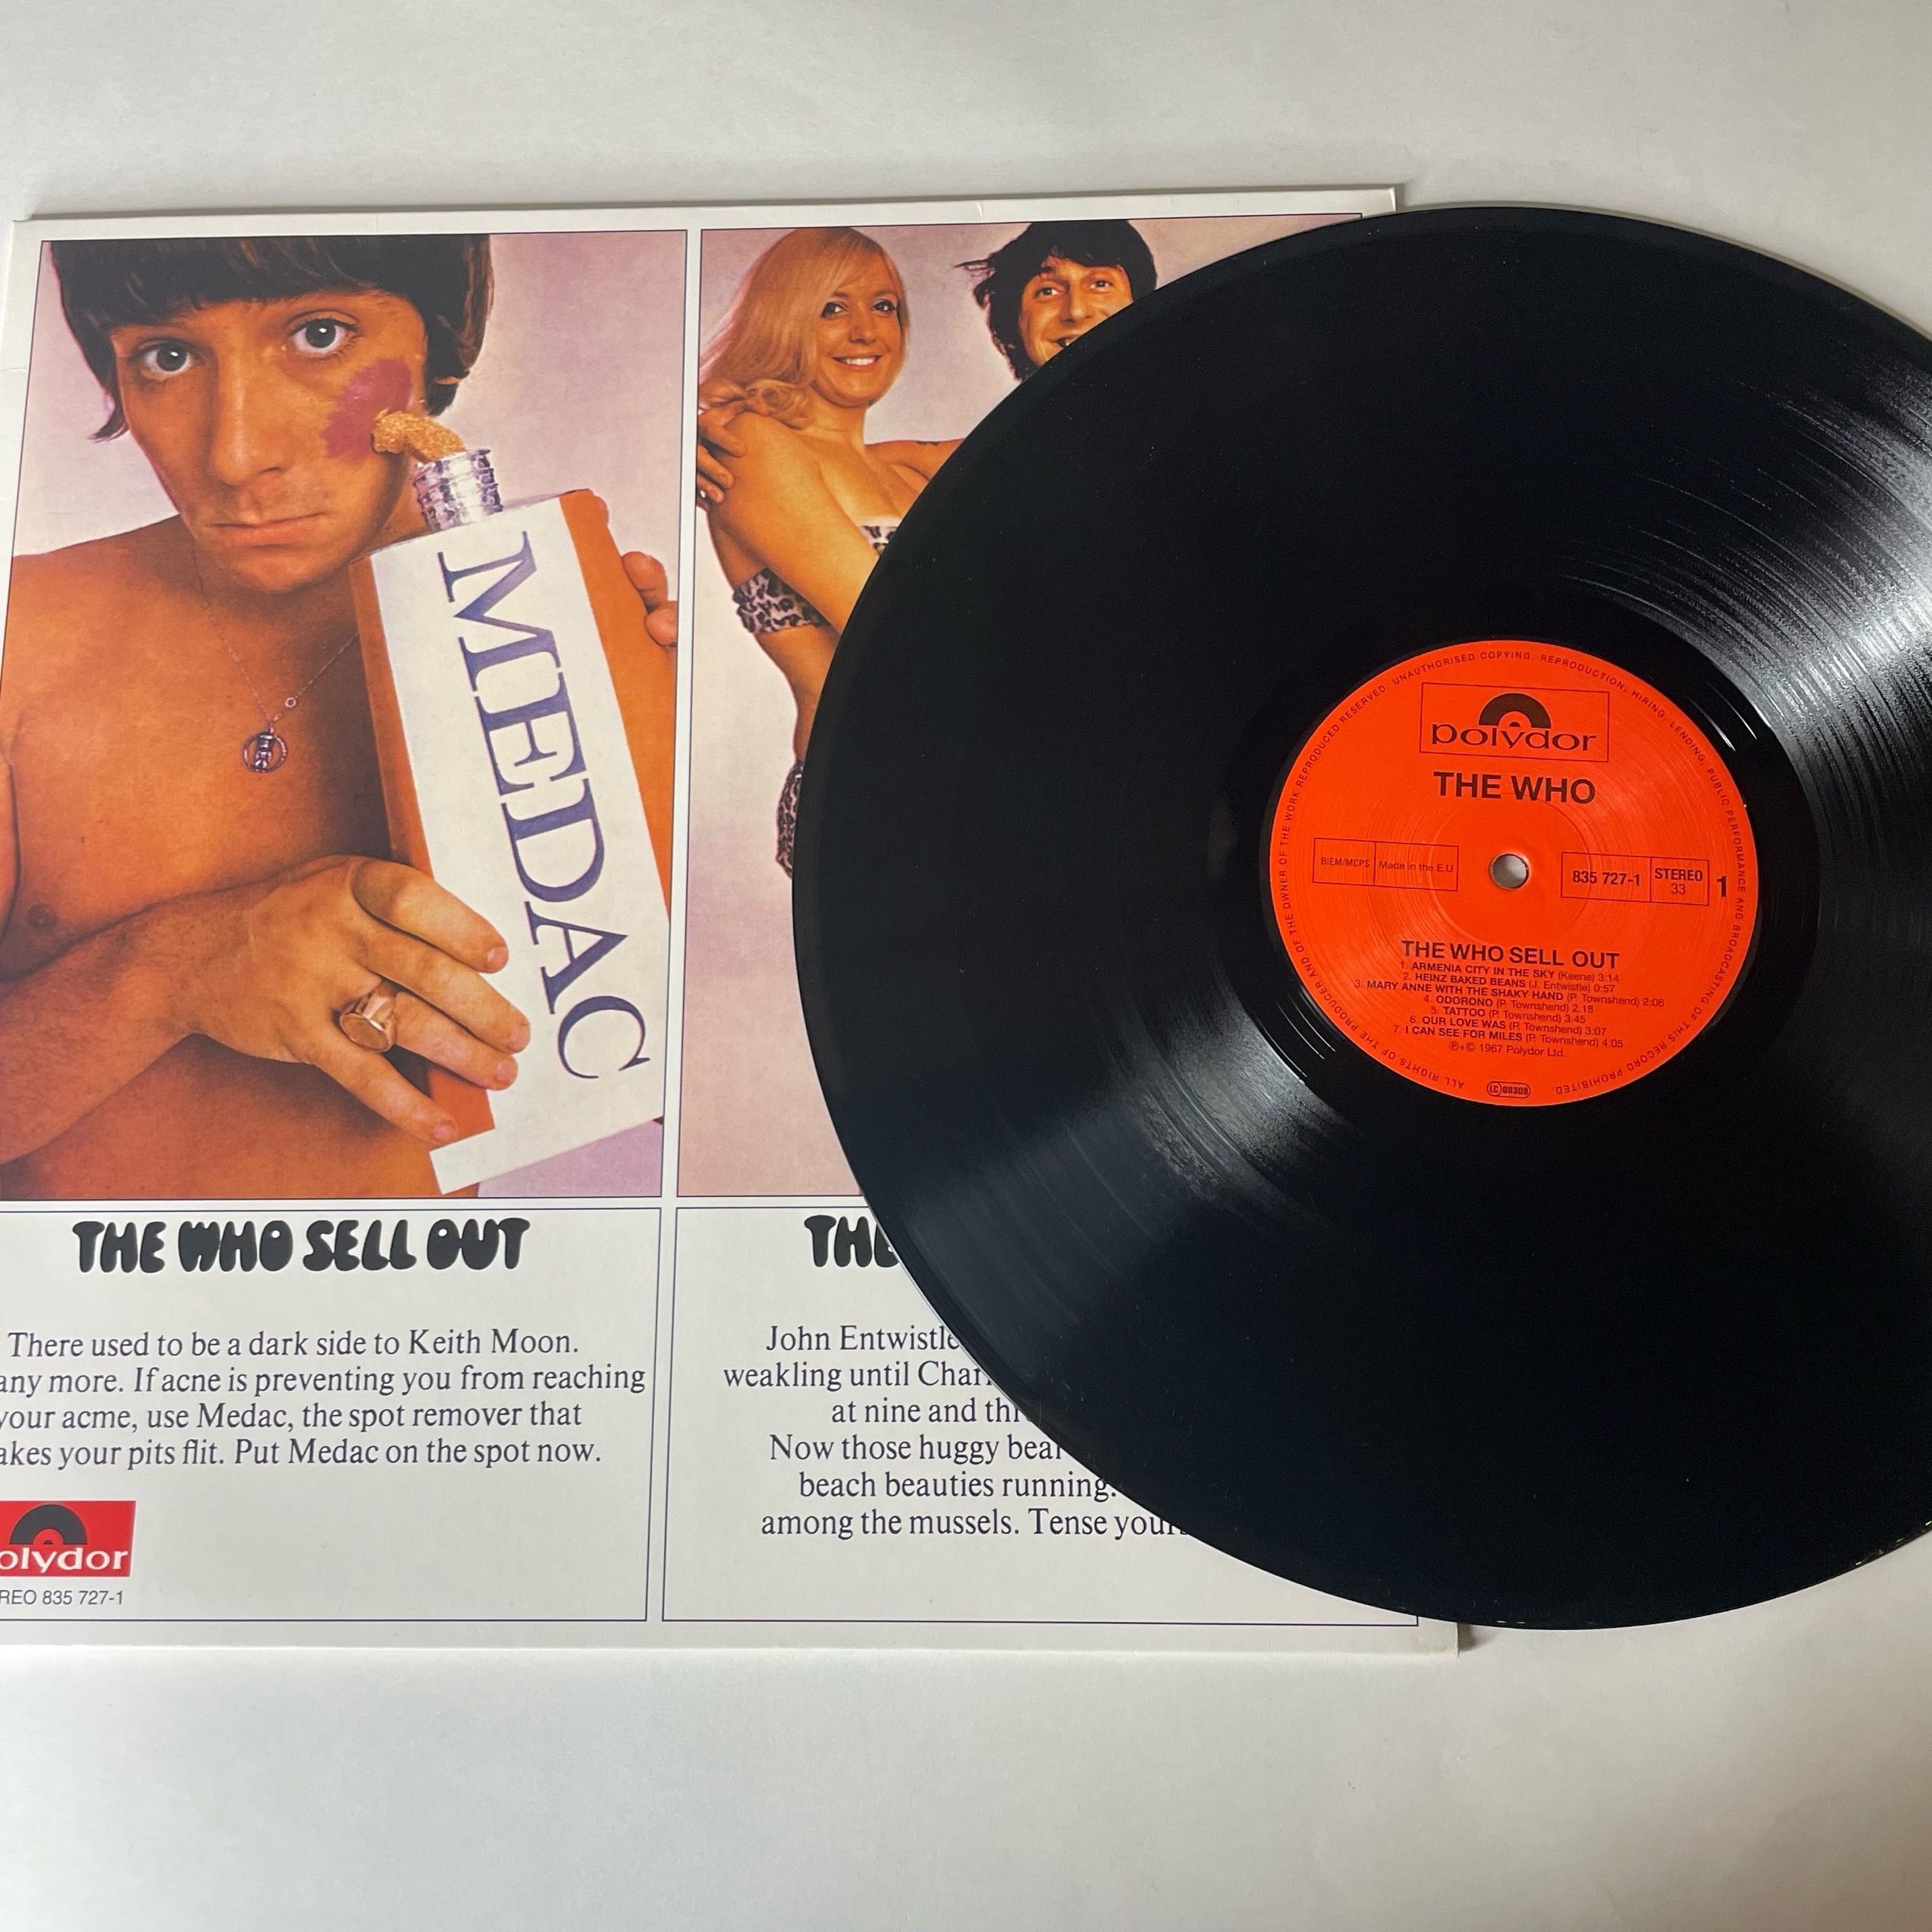 MEDAC
THE WHO SELL OUT
There used to be a dark side to Keith Moon.
any more. If acne is preventing you from reaching
your acme, use Medac, the spot remover that
akes your pits flit. Put Medac on the spot now.
olydor
REO 835 727-1
THE
John Entwistle
weakling until Char
at nine and thr
Now those huggy bear
beach beauties running.
among the mussels. Tense your
polydor
THE WHO
BIEM/MCPS Made in the E.U.
835 727-1 STEREO 33 1
THE WHO SELL OUT
1. ARMENIA CITY IN THE SKY (Keene) 3:14
2. HEINZ BAKED BEANS (J. Entwistle) 0:57
3. MARY ANNE WITH THE SHAKY HAND (P. Townshend) 2:06
4. ODORONO (P. Townshend) 2.18
5. TATTOO (P. Townshend) 3:45
6. OUR LOVE WAS (P. Townshend) 3:07
7. I CAN SEE FOR MILES (P. Townshend) 4:05
℗+© 1967 Polydor Ltd.
LC 00309
ALL RIGHTS OF THE PRODUCER AND OF THE OWNER OF THE WORK REPRODUCED RESERVED. UNAUTHORISED COPYING, REPRODUCTION, HIRING, LENDING, PUBLIC PERFORMANCE AND BROADCASTING OF THIS RECORD PROHIBITED.